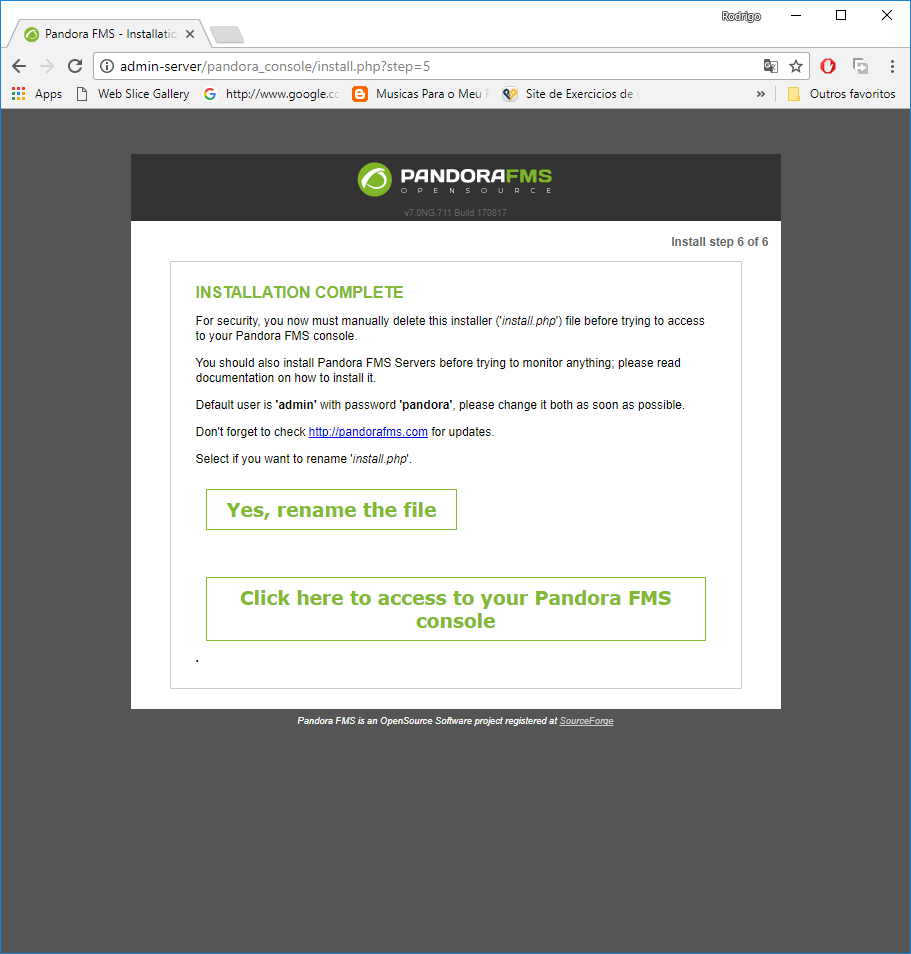 Rodrigo
Pandora FMS - Installatio
admin-server/pandora_console/install.php?step=5
Apps Web Slice Gallery http://www.google.co Musicas Para o Meu Site de Exercicios de » Outros favoritos
PANDORAFMS
OPENSOURCE
v7.0NG.711 Build 170817
Install step 6 of 6
INSTALLATION COMPLETE
For security, you now must manually delete this installer ('install.php') file before trying to access
to your Pandora FMS console.
You should also install Pandora FMS Servers before trying to monitor anything; please read
documentation on how to install it.
Default user is 'admin' with password 'pandora', please change it both as soon as possible.
Don't forget to check http://pandorafms.com for updates.
Select if you want to rename 'install.php'.
Yes, rename the file
Click here to access to your Pandora FMS
console
.
Pandora FMS is an OpenSource Software project registered at SourceForge